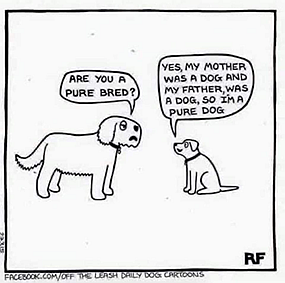 ARE YOU A
PURE BRED?
YES, MY MOTHER
WAS A DOG AND
MY FATHER, WAS
A DOG, SO I'M A
PURE DOG
RF
FACEBOOK.COM/OFF THE LEASH DAILY DOG CARTOONS